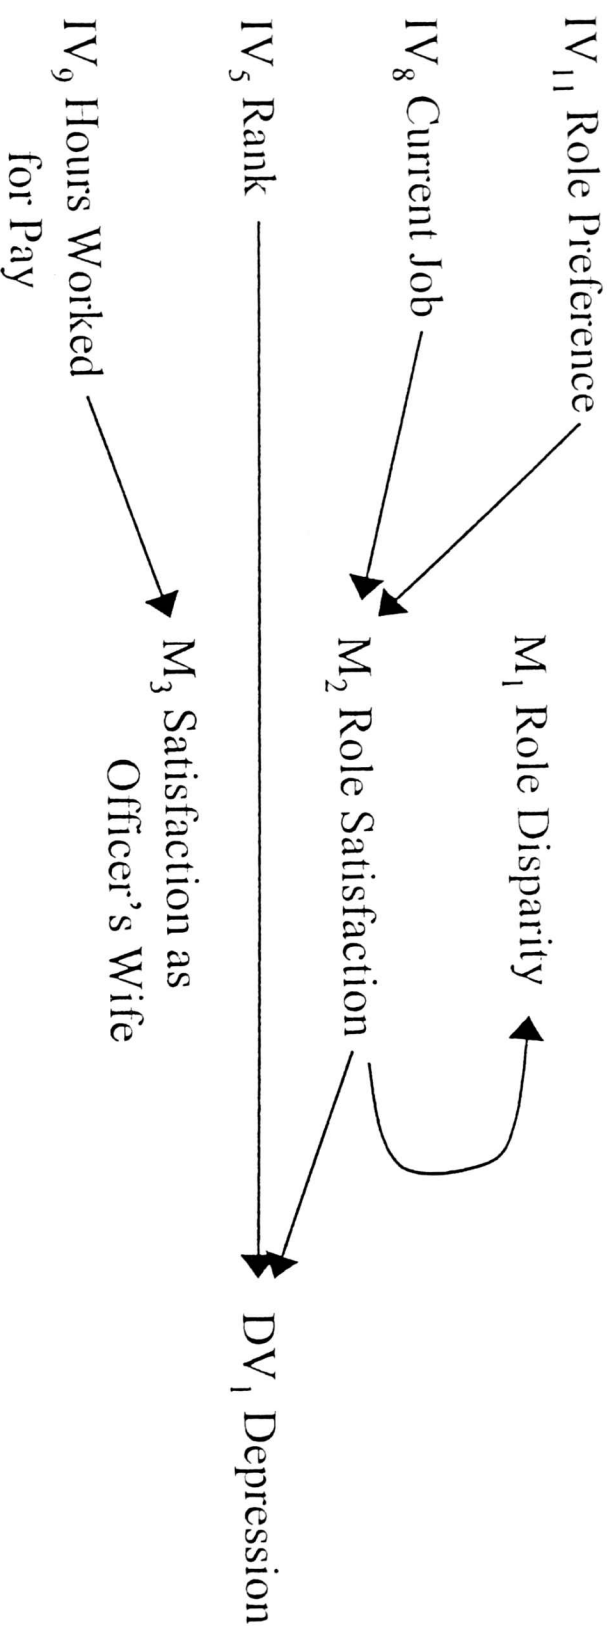 IV₁₁ Role Preference
M₁ Role Disparity
IV₈ Current Job
M₂ Role Satisfaction
IV₅ Rank
DV₁ Depression
M₃ Satisfaction as
Officer's Wife
IV₉ Hours Worked
for Pay